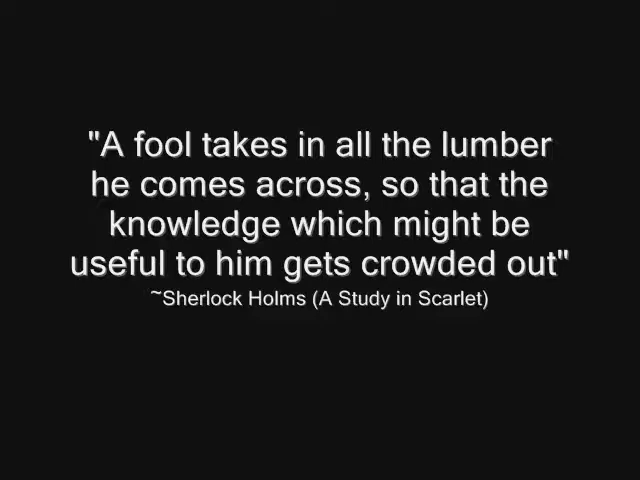 "A fool takes in all the lumber
he comes across, so that the
knowledge which might be
useful to him gets crowded out"
~Sherlock Holms (A Study in Scarlet)